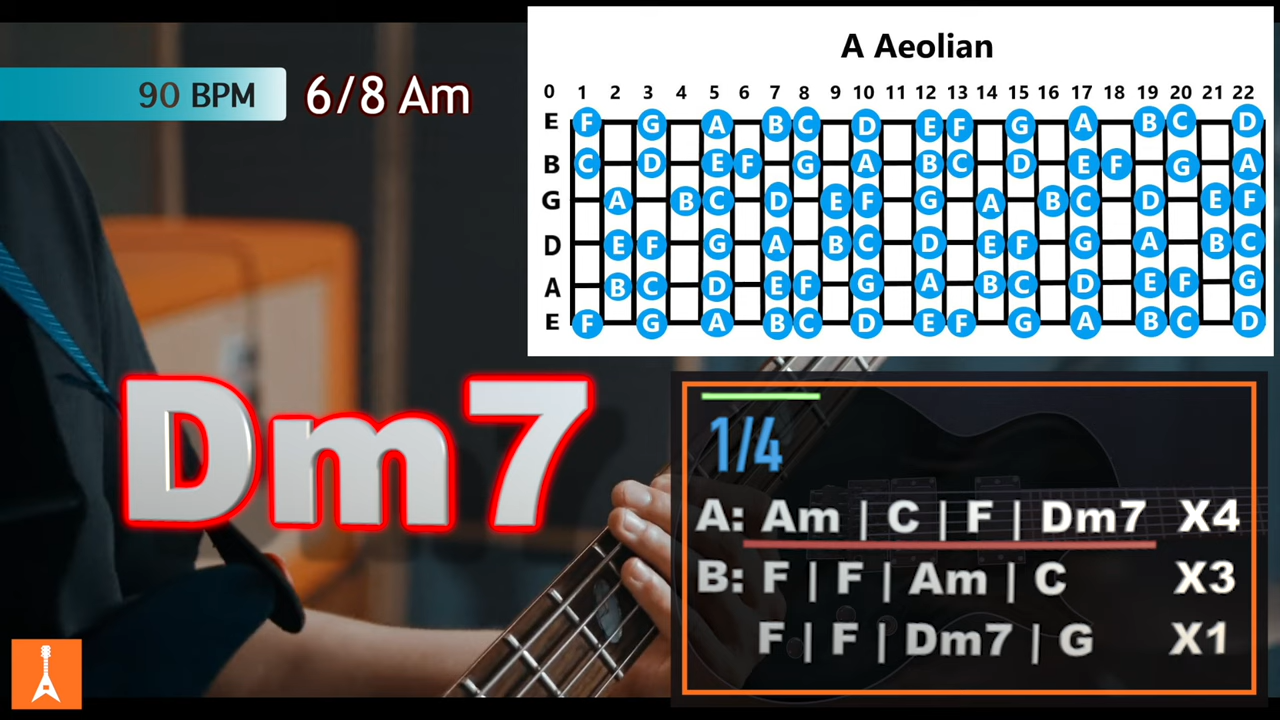 A Aeolian
90 BPM 6/8 Am
0 1 2 3 4 5 6 7 8 9 10 11 12 13 14 15 16 17 18 19 20 21 22
E F G A B C D E F G A B C D
B C D E F G A B C D E F G A
G A B C D E F G A B C D E F
D E F G A B C D E F G A B C
A B C D E F G A B C D E F G
E F G A B C D E F G A B C D
Dm7
1/4
A: Am | C | F | Dm7 X4
B: F | F | Am | C X3
F | F | Dm7 | G X1